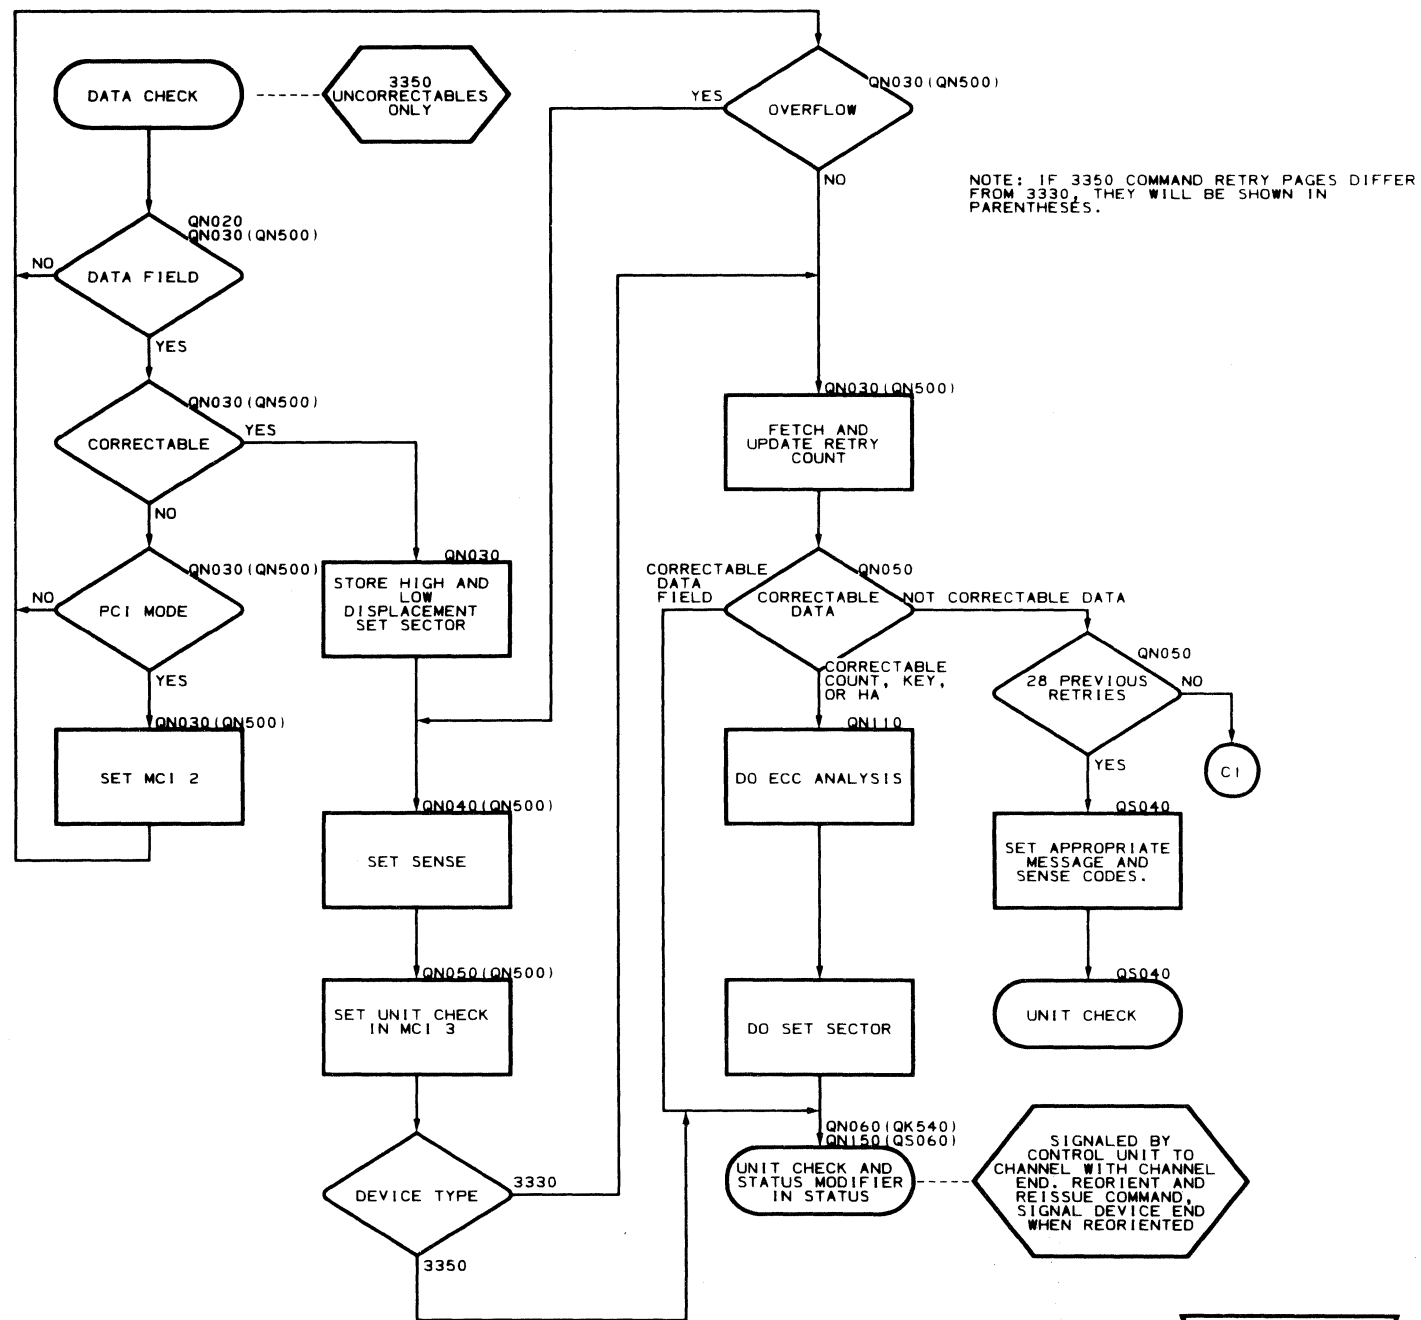 DATA CHECK
3350
UNCORRECTABLES
ONLY
QN030(QN500)
YES
OVERFLOW
NO
NOTE: IF 3350 COMMAND RETRY PAGES DIFFER
FROM 3330, THEY WILL BE SHOWN IN
PARENTHESES.
QN020
QN030(QN500)
NO
DATA FIELD
YES
QN030(QN500)
YES
CORRECTABLE
NO
QN030(QN500)
FETCH AND
UPDATE RETRY
COUNT
QN030(QN500)
NO
PCI MODE
YES
QN030
STORE HIGH AND
LOW
DISPLACEMENT
SET SECTOR
CORRECTABLE
DATA
FIELD
QN050
CORRECTABLE
DATA
NOT CORRECTABLE DATA
CORRECTABLE
COUNT, KEY,
OR HA
QN050
28 PREVIOUS
RETRIES
NO
YES
C1
QN030(QN500)
SET MCI 2
QN110
DO ECC ANALYSIS
QN040(QN500)
SET SENSE
QS040
SET APPROPRIATE
MESSAGE AND
SENSE CODES.
QN050(QN500)
SET UNIT CHECK
IN MCI 3
DO SET SECTOR
QS040
UNIT CHECK
QN060(QK540)
QN150(QS060)
UNIT CHECK AND
STATUS MODIFIER
IN STATUS
SIGNALED BY
CONTROL UNIT TO
CHANNEL WITH CHANNEL
END. REORIENT AND
REISSUE COMMAND,
SIGNAL DEVICE END
WHEN REORIENTED
DEVICE TYPE
3330
3350